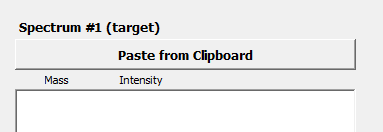 Spectrum #1 (target)
Paste from Clipboard
Mass Intensity